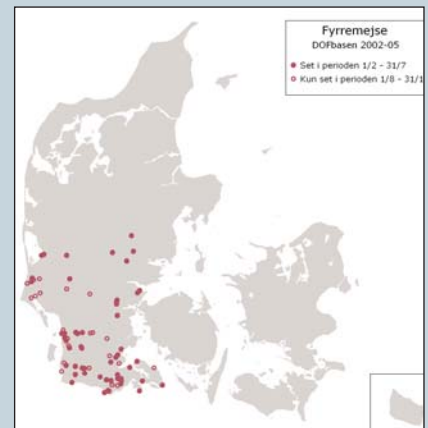 Fyrremejse
DOFbasen 2002-05
Set i perioden 1/2 - 31/7
Kun set i perioden 1/8 - 31/1